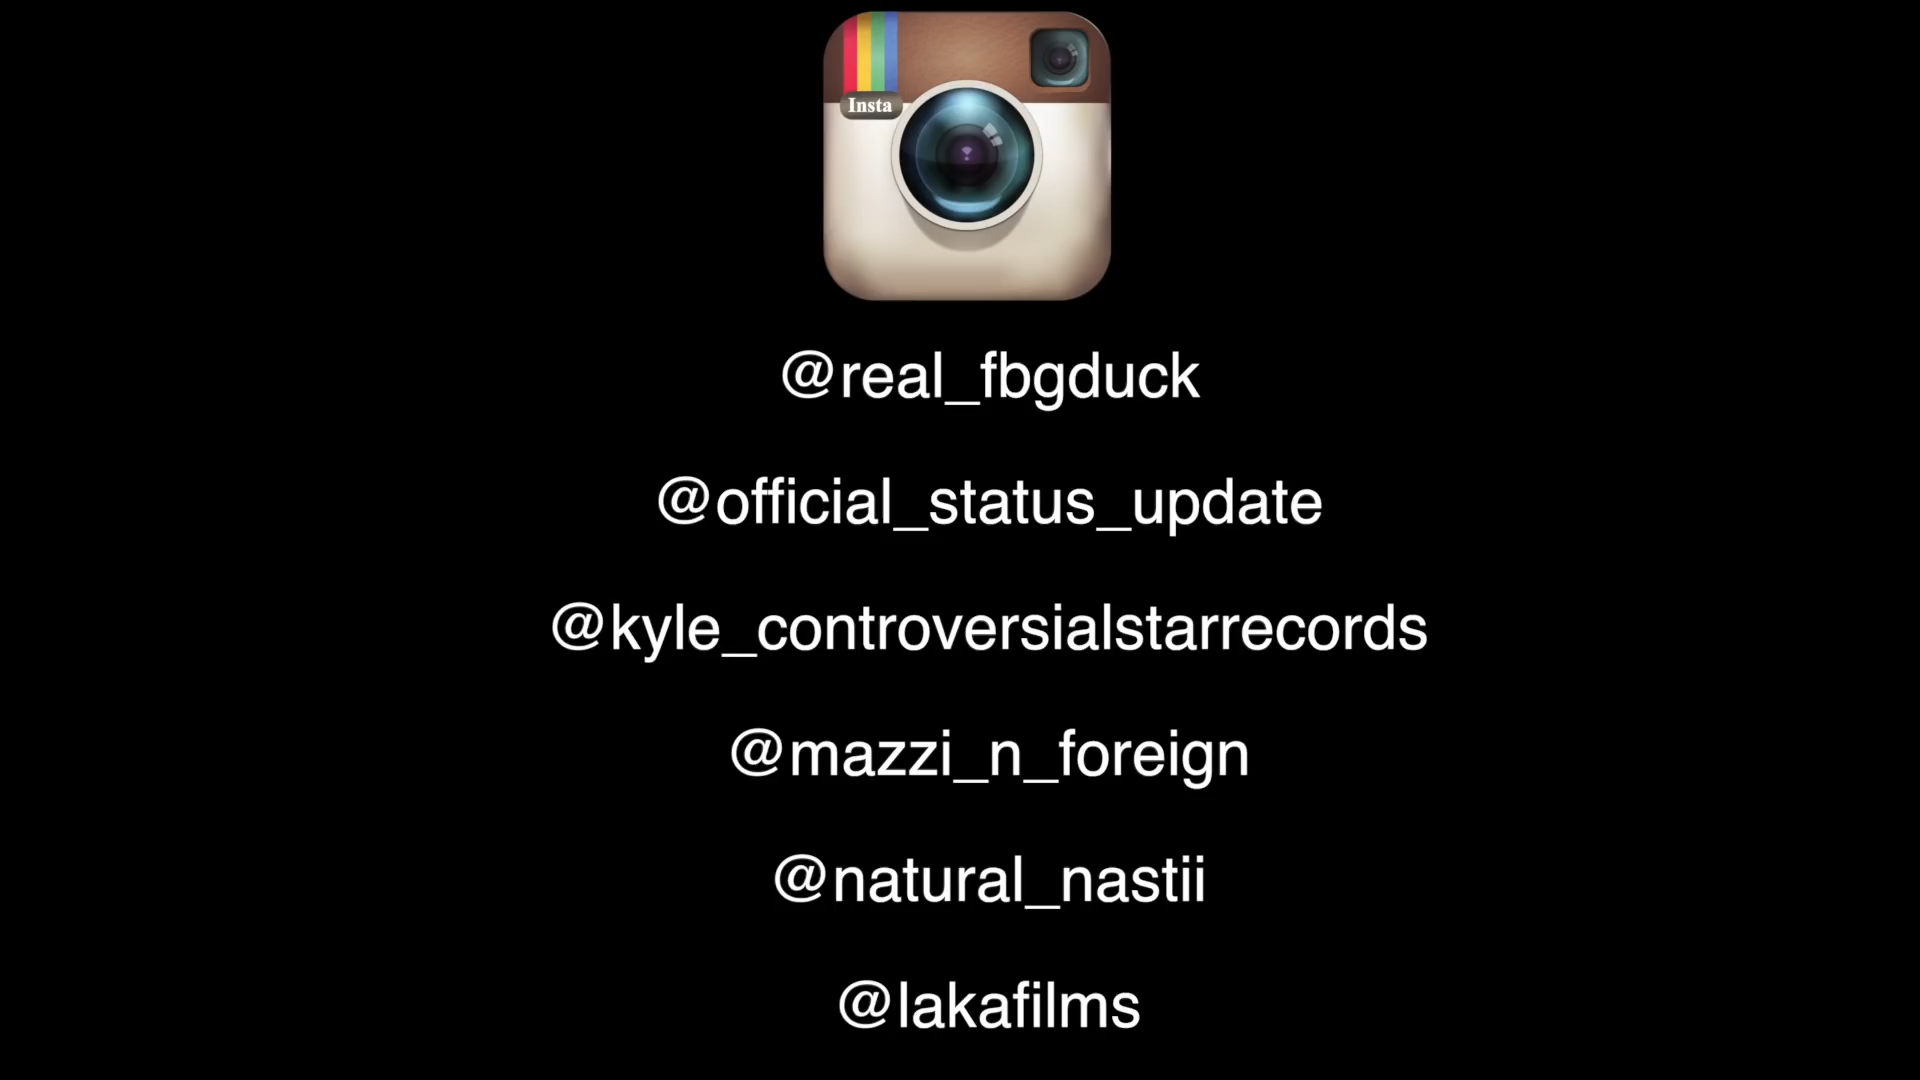 Insta
@real_fbgduck
@official_status_update
@kyle_controversialstarrecords
@mazzi_n_foreign
@natural_nastii
@lakafilms